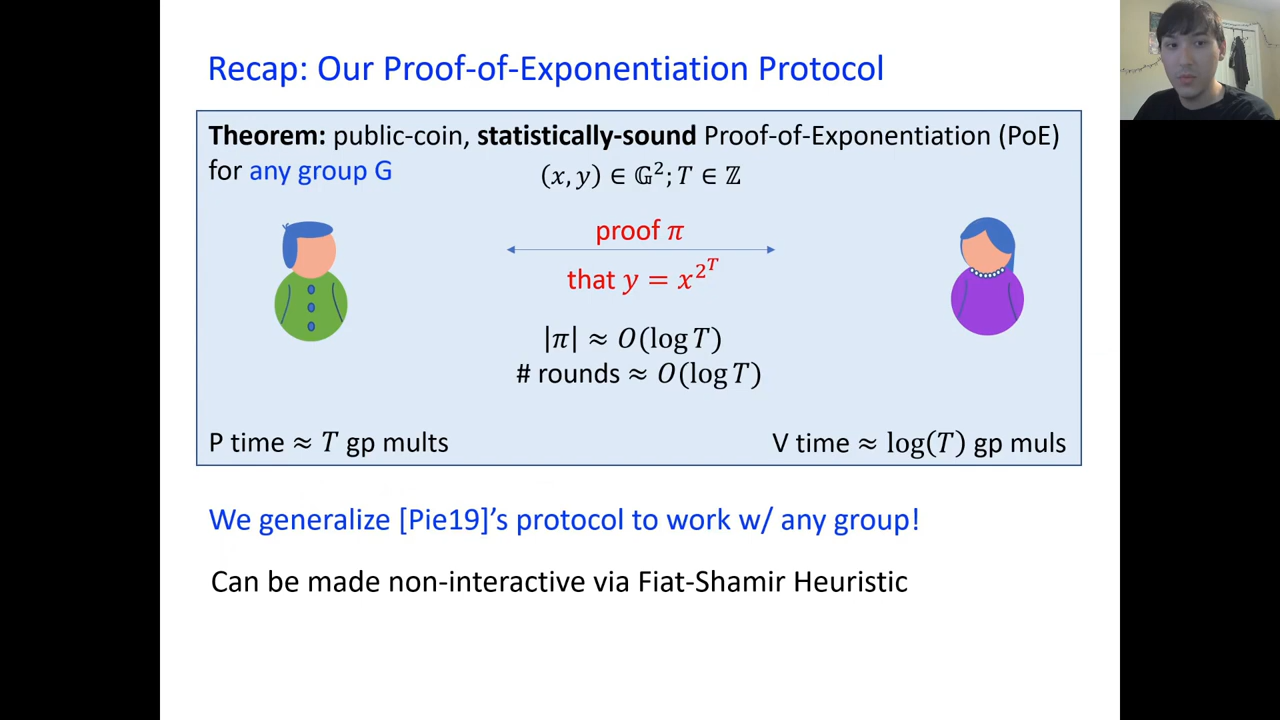 Recap: Our Proof-of-Exponentiation Protocol
Theorem: public-coin, statistically-sound Proof-of-Exponentiation (PoE)
for any group G
(x, y) ∈ 𝔾²; T ∈ ℤ
proof π
that y = x^{2^T}
|π| ≈ O(log T)
# rounds ≈ O(log T)
P time ≈ T gp mults
V time ≈ log(T) gp muls
We generalize [Pie19]'s protocol to work w/ any group!
Can be made non-interactive via Fiat-Shamir Heuristic